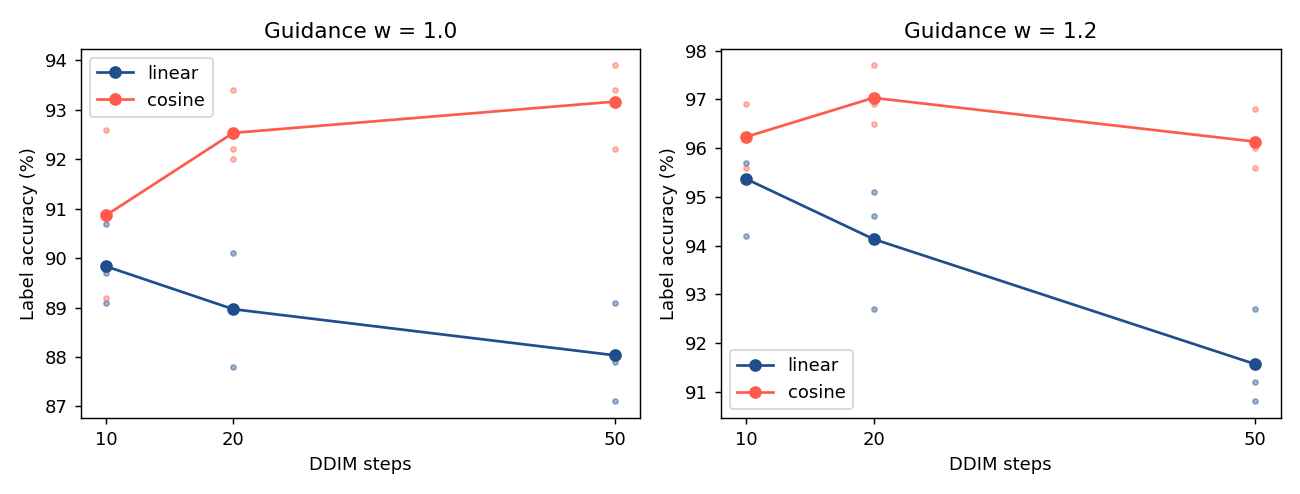 Guidance w = 1.0
94
93
92
91
90
89
88
87
Label accuracy (%)
linear
cosine
10
20
50
DDIM steps
Guidance w = 1.2
98
97
96
95
94
93
92
91
Label accuracy (%)
linear
cosine
10
20
50
DDIM steps